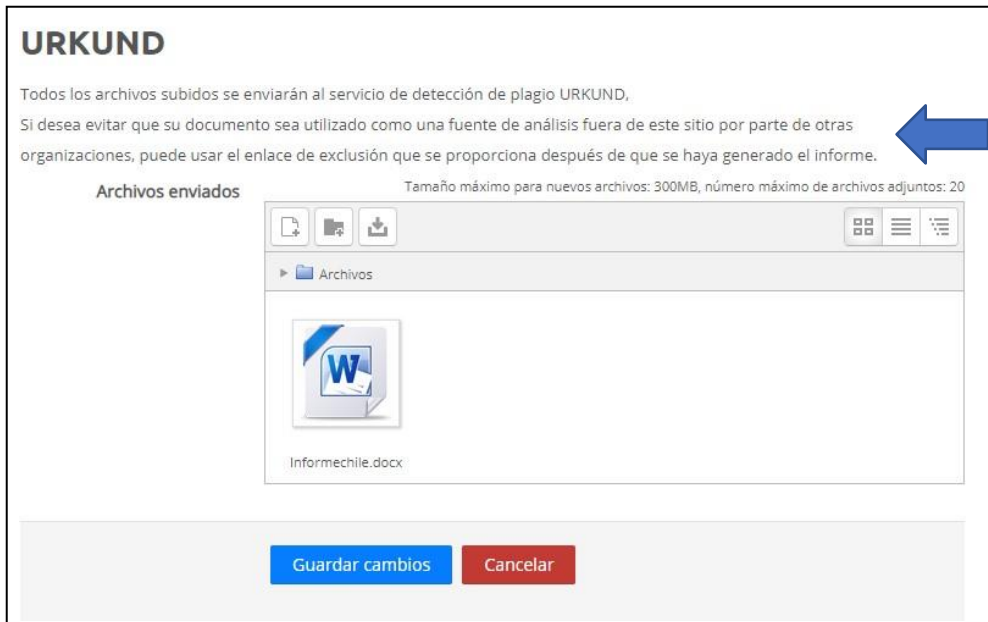 URKUND
Todos los archivos subidos se enviarán al servicio de detección de plagio URKUND,
Si desea evitar que su documento sea utilizado como una fuente de análisis fuera de este sitio por parte de otras
organizaciones, puede usar el enlace de exclusión que se proporciona después de que se haya generado el informe.
Archivos enviados
Tamaño máximo para nuevos archivos: 300MB, número máximo de archivos adjuntos: 20
Archivos
W
Informechile.docx
Guardar cambios
Cancelar